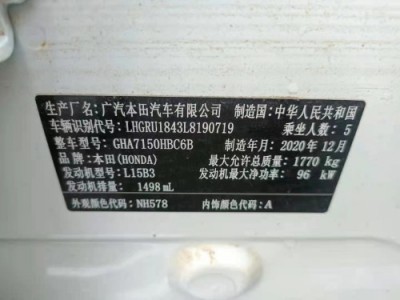 生产厂名:广汽本田汽车有限公司 制造国:中华人民共和国
车辆识别代号:LHGRU1843L8190719 乘坐人数:5
整车型号:GHA7150HBC6B 制造年月:2020年12月
品牌:本田(HONDA) 最大允许总质量:1770 kg
发动机型号:L15B3 发动机最大净功率:96 kW
发动机排量:1498 mL
外观颜色代码:NH578 内饰颜色代码:A